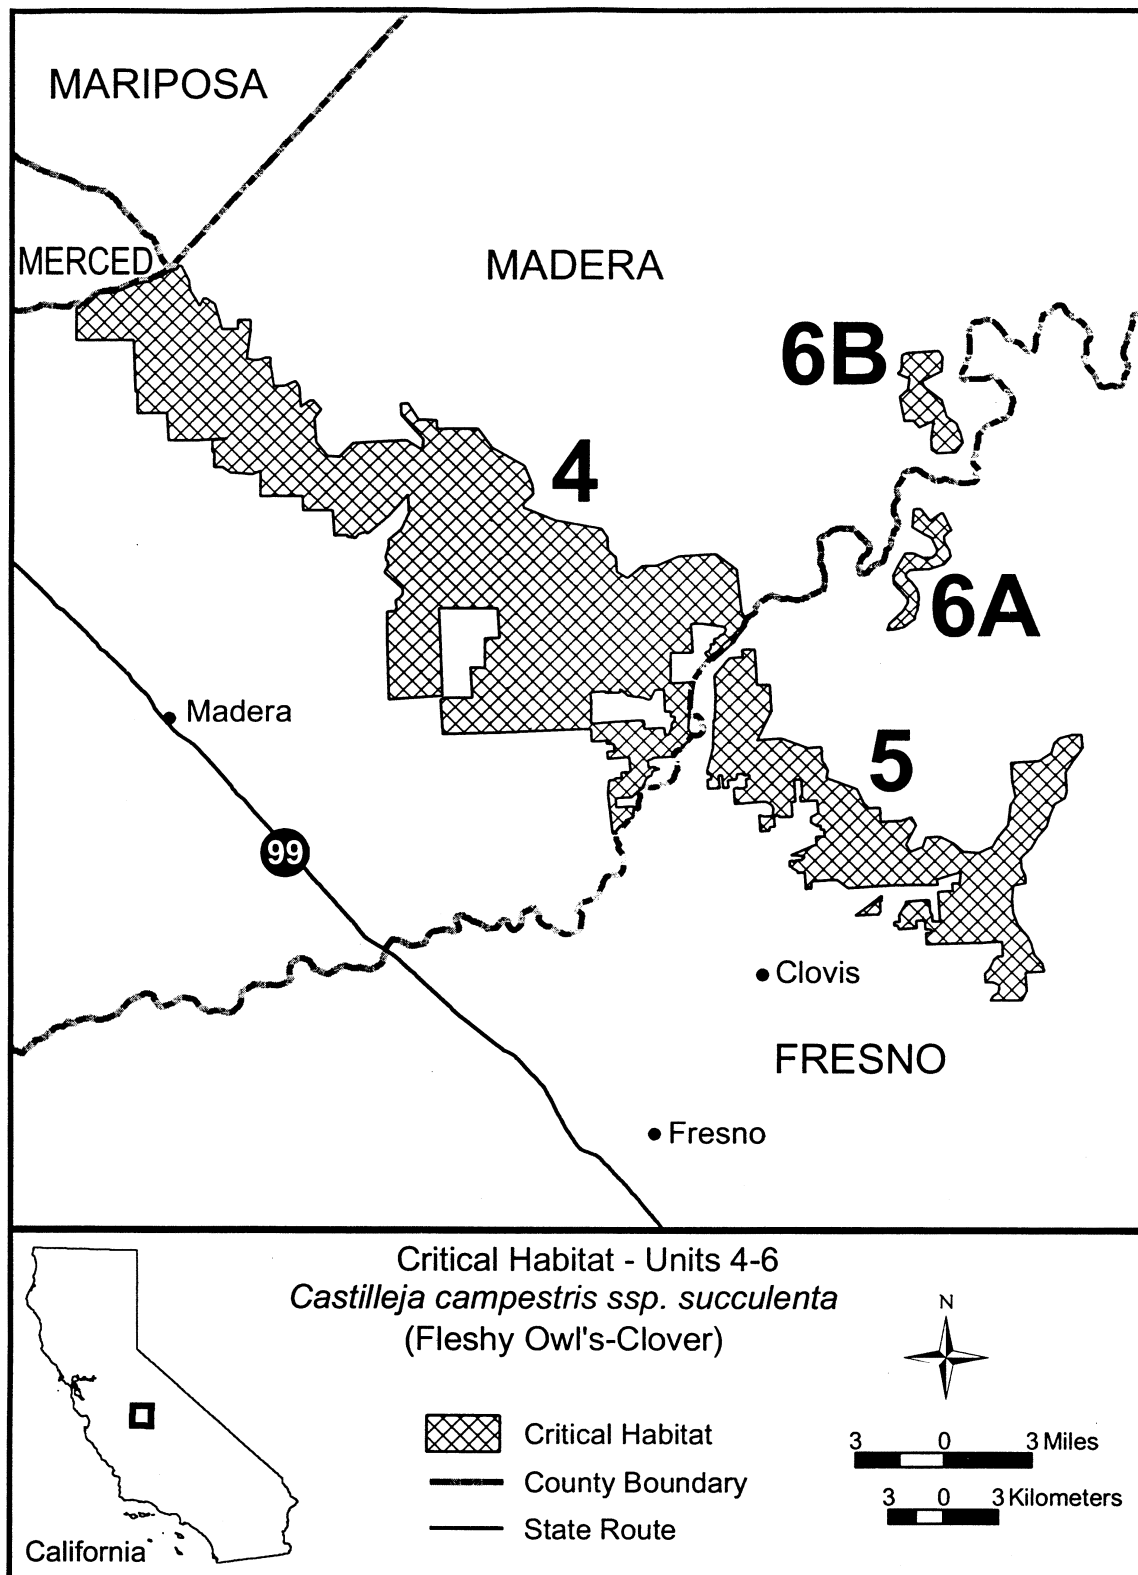 MARIPOSA
MERCED
MADERA
6B
4
6A
Madera
5
99
Clovis
FRESNO
Fresno
Critical Habitat - Units 4-6
Castilleja campestris ssp. succulenta
(Fleshy Owl's-Clover)
N
Critical Habitat
County Boundary
State Route
3 0 3 Miles
3 0 3 Kilometers
California